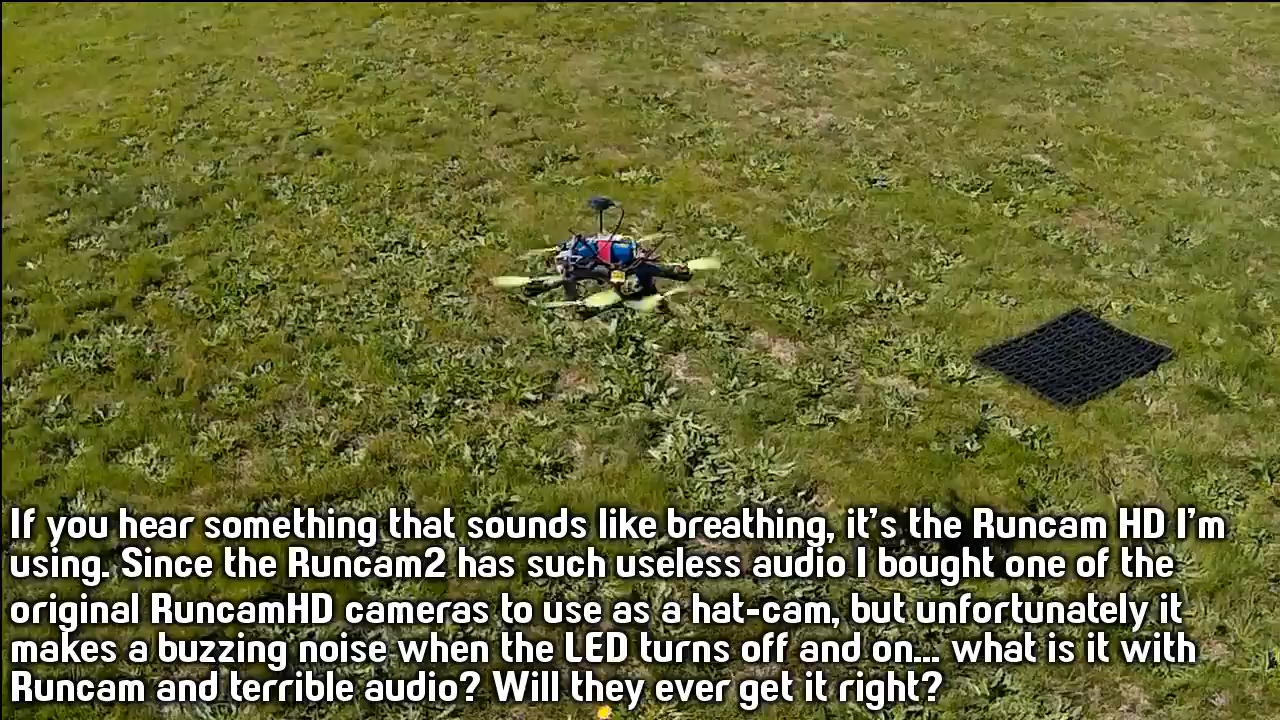 If you hear something that sounds like breathing, it's the Runcam HD I'm
using. Since the Runcam2 has such useless audio I bought one of the
original RuncamHD cameras to use as a hat-cam, but unfortunately it
makes a buzzing noise when the LED turns off and on... what is it with
Runcam and terrible audio? Will they ever get it right?